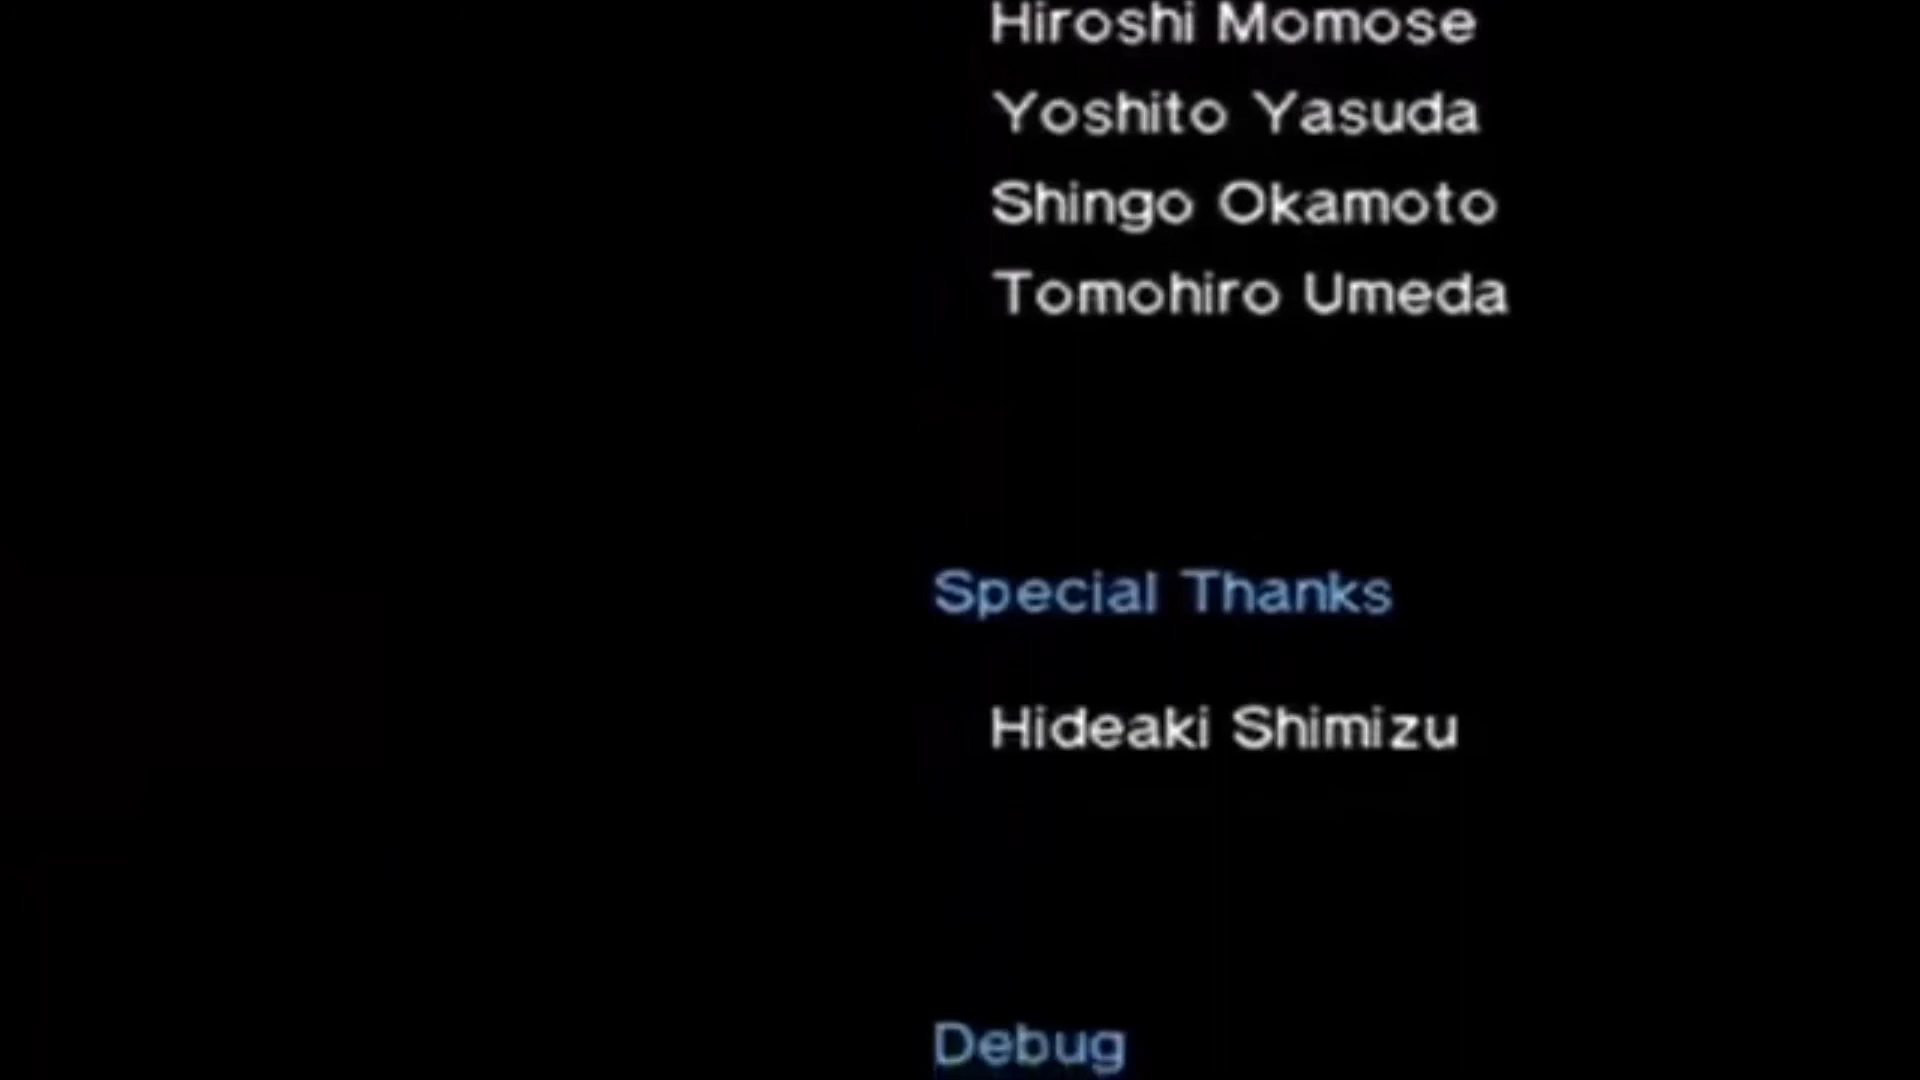 Hiroshi Momose
Yoshito Yasuda
Shingo Okamoto
Tomohiro Umeda
Special Thanks
Hideaki Shimizu
Debug